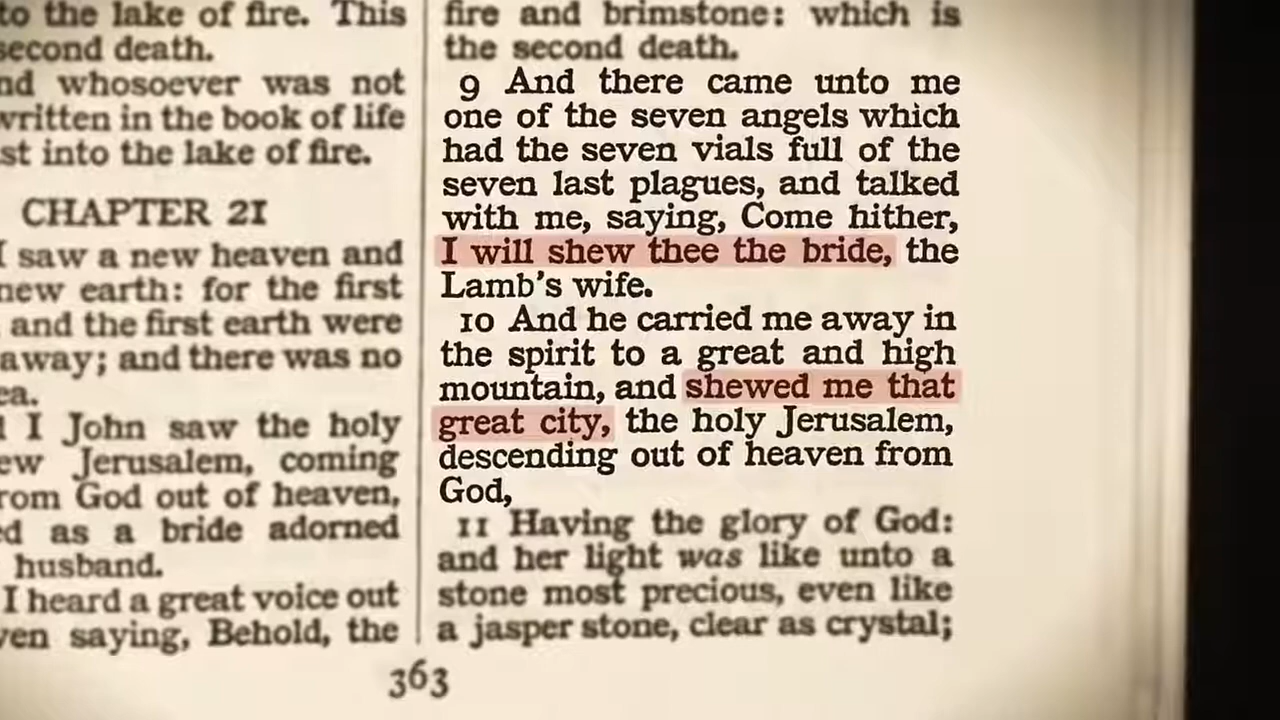 to the lake of fire. This
second death.
nd whosoever was not
written in the book of life
st into the lake of fire.
CHAPTER 21
I saw a new heaven and
new earth: for the first
and the first earth were
away; and there was no
ea.
I John saw the holy
ew Jerusalem, coming
rom God out of heaven,
ed as a bride adorned
husband.
I heard a great voice out
ven saying, Behold, the
fire and brimstone: which is
the second death.
9 And there came unto me
one of the seven angels which
had the seven vials full of the
seven last plagues, and talked
with me, saying, Come hither,
I will shew thee the bride, the
Lamb's wife.
10 And he carried me away in
the spirit to a great and high
mountain, and shewed me that
great city, the holy Jerusalem,
descending out of heaven from
God,
11 Having the glory of God:
and her light was like unto a
stone most precious, even like
a jasper stone, clear as crystal;
363